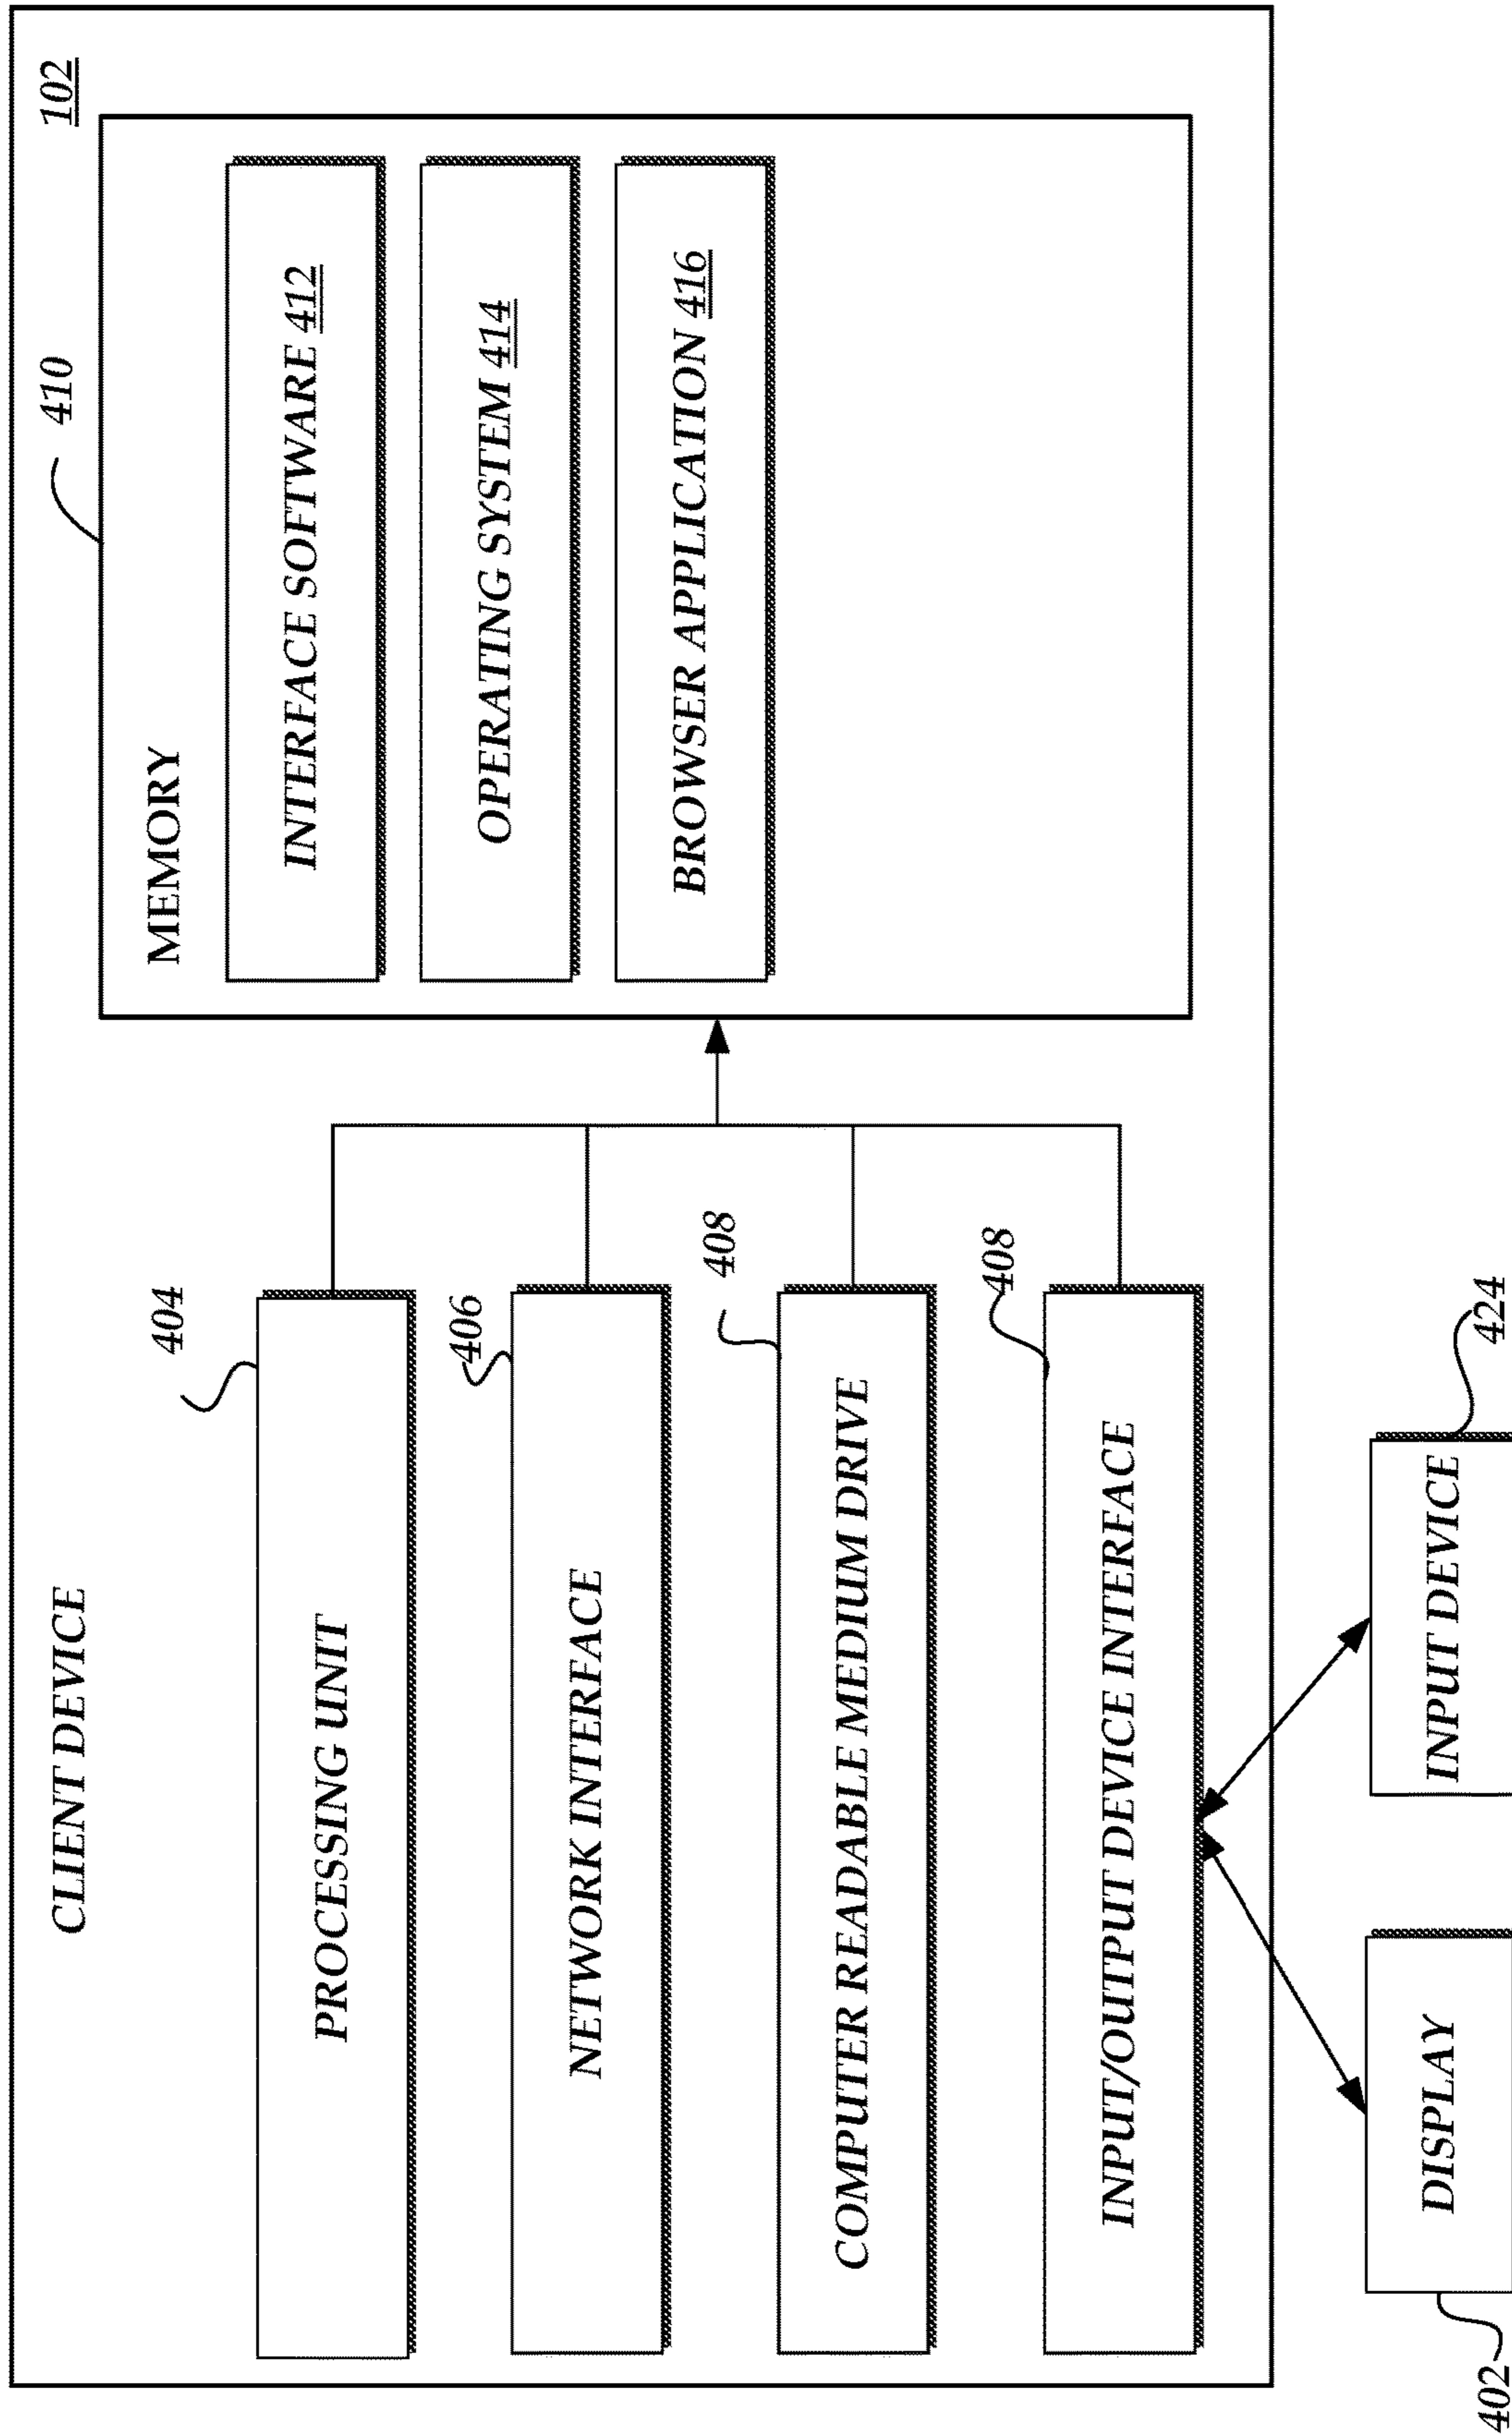 CLIENT DEVICE
102
410
MEMORY
404
PROCESSING UNIT
INTERFACE SOFTWARE 412
406
NETWORK INTERFACE
OPERATING SYSTEM 414
408
COMPUTER READABLE MEDIUM DRIVE
BROWSER APPLICATION 416
408
INPUT/OUTPUT DEVICE INTERFACE
402
DISPLAY
INPUT DEVICE
424